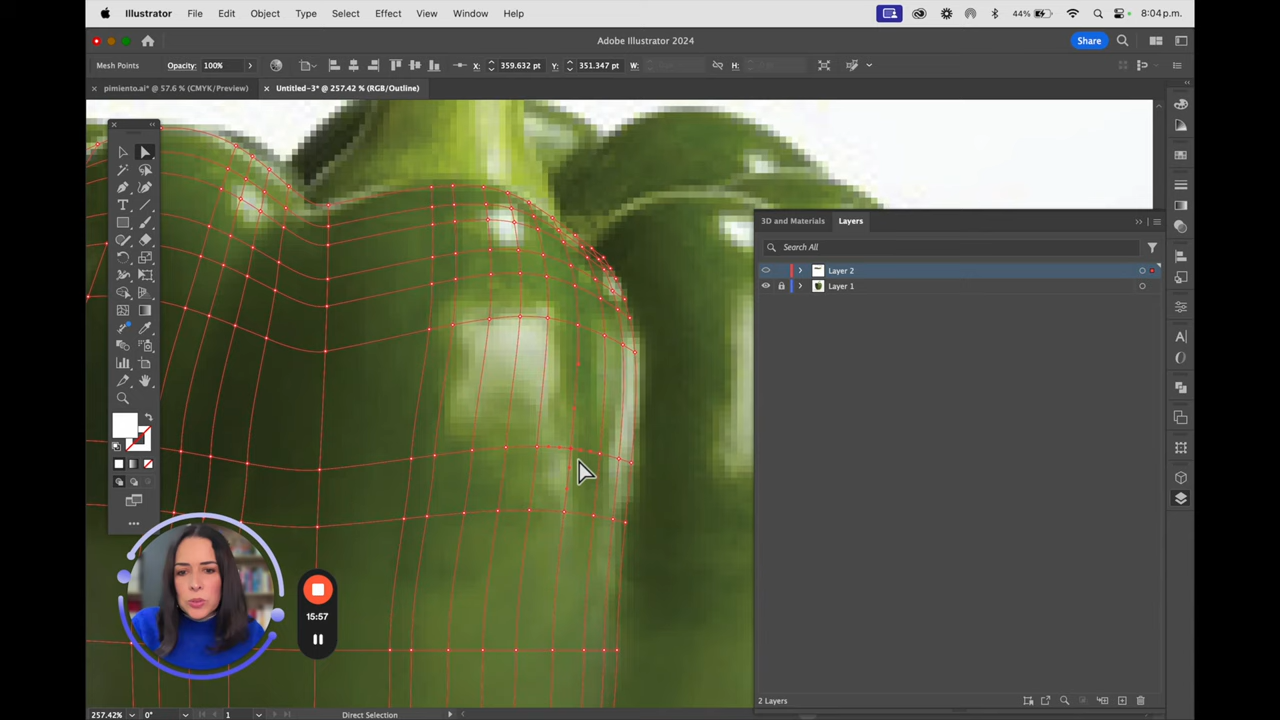 Illustrator File Edit Object Type Select Effect View Window Help 44% 8:04 p.m.
Adobe Illustrator 2024 Share
Mesh Points Opacity: 100% X: 359.632 pt Y: 351.347 pt W: H:
pimiento.ai* @ 57.6 % (CMYK/Preview) Untitled-3* @ 257.42 % (RGB/Outline)
3D and Materials Layers
Search All
Layer 2
Layer 1
15:57
2 Layers
257.42% 0° 1 Direct Selection